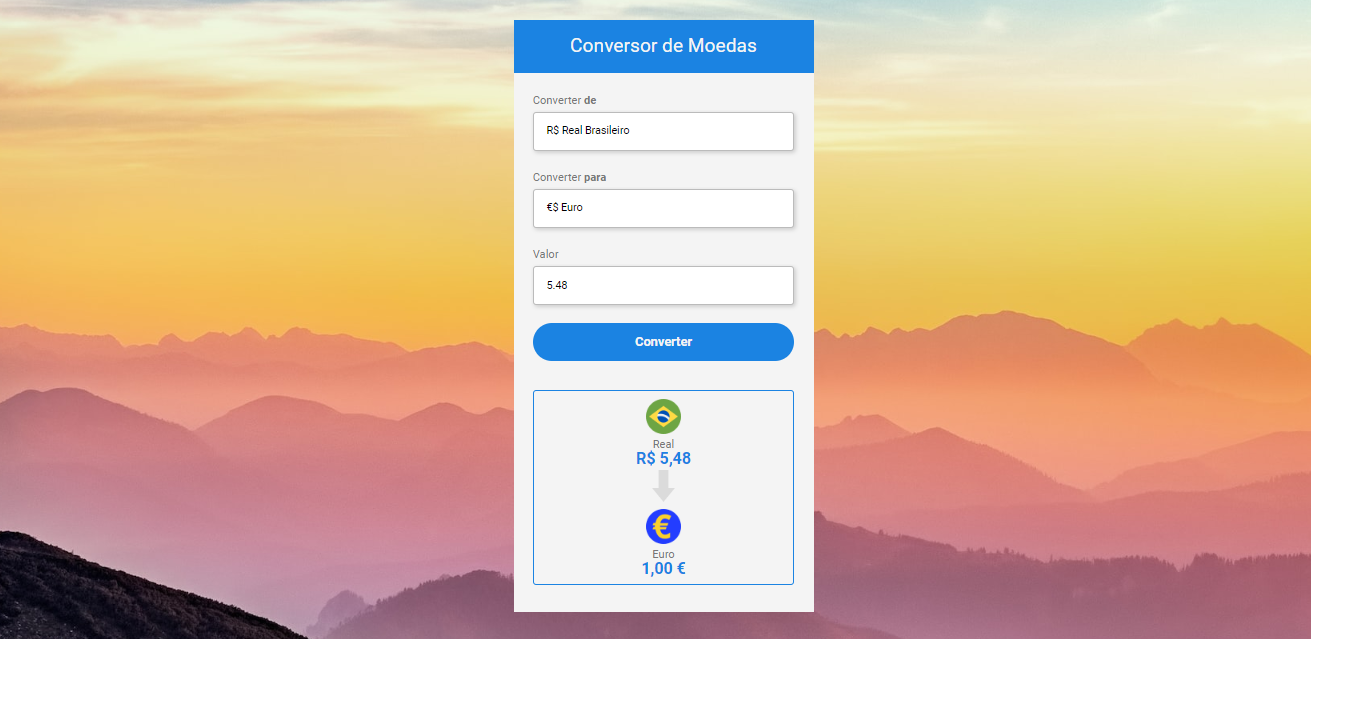 Conversor de Moedas
Converter de
R$ Real Brasileiro
Converter para
€$ Euro
Valor
5.48
Converter
Real
R$ 5,48
€
Euro
1,00 €